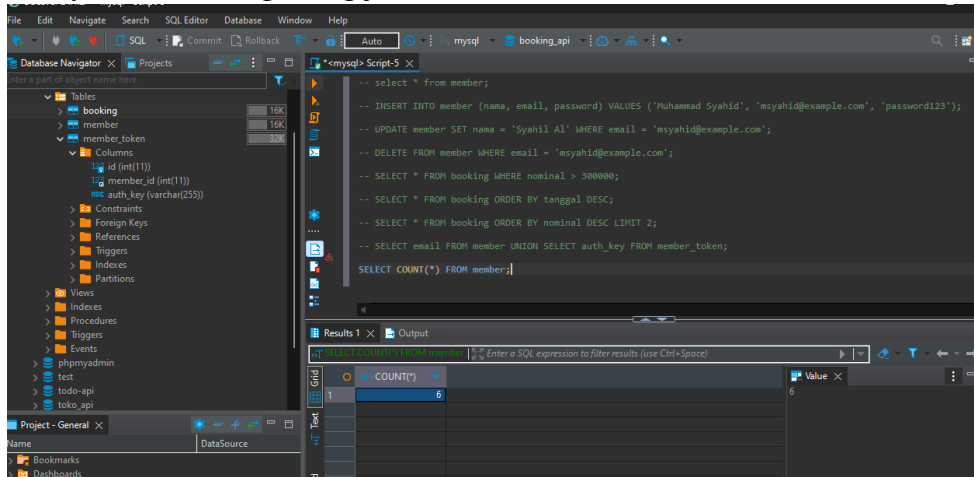 File Edit Navigate Search SQL Editor Database Window Help
SQL Commit Rollback Auto mysql booking_api
Database Navigator Projects
*<mysql> Script-5
Enter a part of object name here
Tables
booking 16K
member 16K
member_token 32K
Columns
id (int(11))
member_id (int(11))
auth_key (varchar(255))
Constraints
Foreign Keys
References
Triggers
Indexes
Partitions
Views
Indexes
Procedures
Triggers
Events
phpmyadmin
test
todo-api
toko_api
-- select * from member;
-- INSERT INTO member (nama, email, password) VALUES ('Muhammad Syahid', 'msyahid@example.com', 'password123');
-- UPDATE member SET nama = 'Syahil Al' WHERE email = 'msyahid@example.com';
-- DELETE FROM member WHERE email = 'msyahid@example.com';
-- SELECT * FROM booking WHERE nominal > 300000;
-- SELECT * FROM booking ORDER BY tanggal DESC;
-- SELECT * FROM booking ORDER BY nominal DESC LIMIT 2;
-- SELECT email FROM member UNION SELECT auth_key FROM member_token;
SELECT COUNT(*) FROM member;
Results 1 Output
SELECT COUNT(*) FROM member Enter a SQL expression to filter results (use Ctrl+Space)
Grid
Text
COUNT(*)
1 6
Value
6
Project - General
Name DataSource
Bookmarks
Dashboards